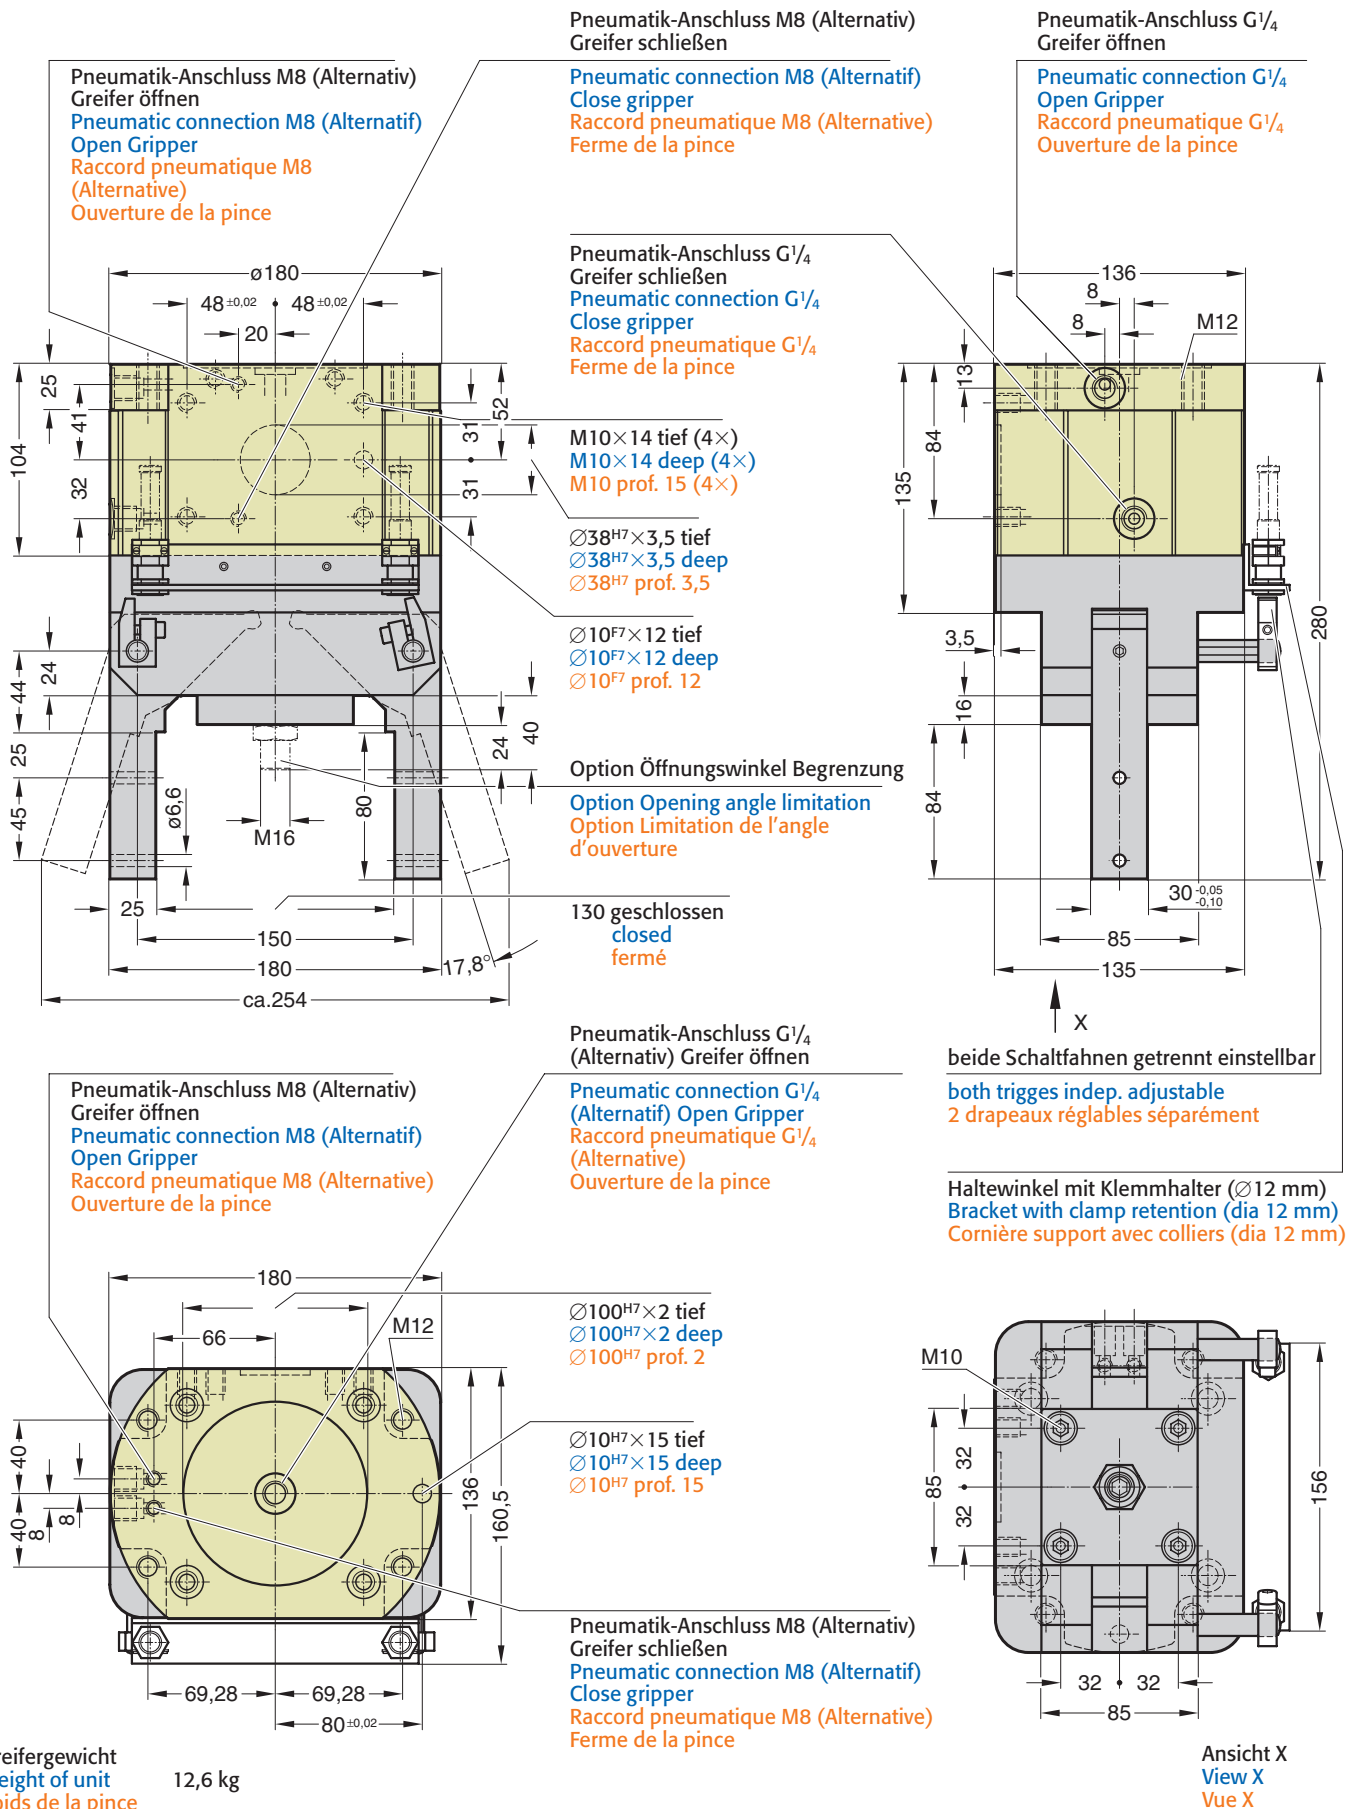 Pneumatik-Anschluss M8 (Alternativ)
Greifer schließen
Pneumatic connection M8 (Alternatif)
Close gripper
Raccord pneumatique M8 (Alternative)
Ferme de la pince
Pneumatik-Anschluss G1/4
Greifer öffnen
Pneumatic connection G1/4
Open Gripper
Raccord pneumatique G1/4
Ouverture de la pince
Pneumatik-Anschluss M8 (Alternativ)
Greifer öffnen
Pneumatic connection M8 (Alternatif)
Open Gripper
Raccord pneumatique M8
(Alternative)
Ouverture de la pince
Pneumatik-Anschluss G1/4
Greifer schließen
Pneumatic connection G1/4
Close gripper
Raccord pneumatique G1/4
Ferme de la pince
ø180
48 ±0,02
48 ±0,02
20
25
41
104
32
52
31
31
M10×14 tief (4×)
M10×14 deep (4×)
M10 prof. 15 (4×)
∅38H7×3,5 tief
∅38H7×3,5 deep
∅38H7 prof. 3,5
∅10F7×12 tief
∅10F7×12 deep
∅10F7 prof. 12
24
44
25
45
ø6,6
M16
80
24
40
Option Öffnungswinkel Begrenzung
Option Opening angle limitation
Option Limitation de l'angle
d'ouverture
25
130 geschlossen
closed
fermé
150
180
17,8°
ca.254
136
8
8
M12
13
84
135
280
3,5
16
84
30 -0,05
-0,10
85
135
X
beide Schaltfahnen getrennt einstellbar
both trigges indep. adjustable
2 drapeaux réglables séparément
Haltewinkel mit Klemmhalter (∅12 mm)
Bracket with clamp retention (dia 12 mm)
Cornière support avec colliers (dia 12 mm)
Pneumatik-Anschluss G1/4
(Alternativ) Greifer öffnen
Pneumatic connection G1/4
(Alternatif) Open Gripper
Raccord pneumatique G1/4
(Alternative)
Ouverture de la pince
Pneumatik-Anschluss M8 (Alternativ)
Greifer öffnen
Pneumatic connection M8 (Alternatif)
Open Gripper
Raccord pneumatique M8 (Alternative)
Ouverture de la pince
180
66
M12
∅100H7×2 tief
∅100H7×2 deep
∅100H7 prof. 2
40
40
8
8
136
160,5
∅10H7×15 tief
∅10H7×15 deep
∅10H7 prof. 15
69,28
69,28
80±0,02
Pneumatik-Anschluss M8 (Alternativ)
Greifer schließen
Pneumatic connection M8 (Alternatif)
Close gripper
Raccord pneumatique M8 (Alternative)
Ferme de la pince
M10
85
32
32
156
32
32
85
reifergewicht
eight of unit
12,6 kg
oids de la pince
Ansicht X
View X
Vue X